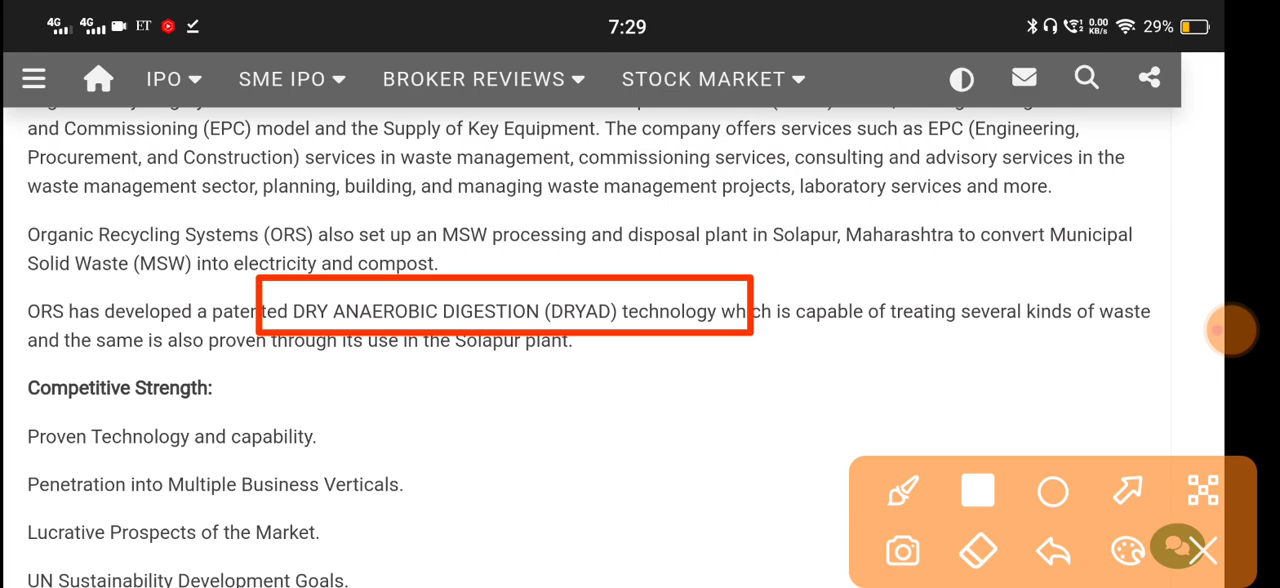 4G 4G ET 7:29 2 0.00 KB/s 29%
IPO SME IPO BROKER REVIEWS STOCK MARKET
and Commissioning (EPC) model and the Supply of Key Equipment. The company offers services such as EPC (Engineering,
Procurement, and Construction) services in waste management, commissioning services, consulting and advisory services in the
waste management sector, planning, building, and managing waste management projects, laboratory services and more.
Organic Recycling Systems (ORS) also set up an MSW processing and disposal plant in Solapur, Maharashtra to convert Municipal
Solid Waste (MSW) into electricity and compost.
ORS has developed a patented DRY ANAEROBIC DIGESTION (DRYAD) technology which is capable of treating several kinds of waste
and the same is also proven through its use in the Solapur plant.
Competitive Strength:
Proven Technology and capability.
Penetration into Multiple Business Verticals.
Lucrative Prospects of the Market.
UN Sustainability Development Goals.